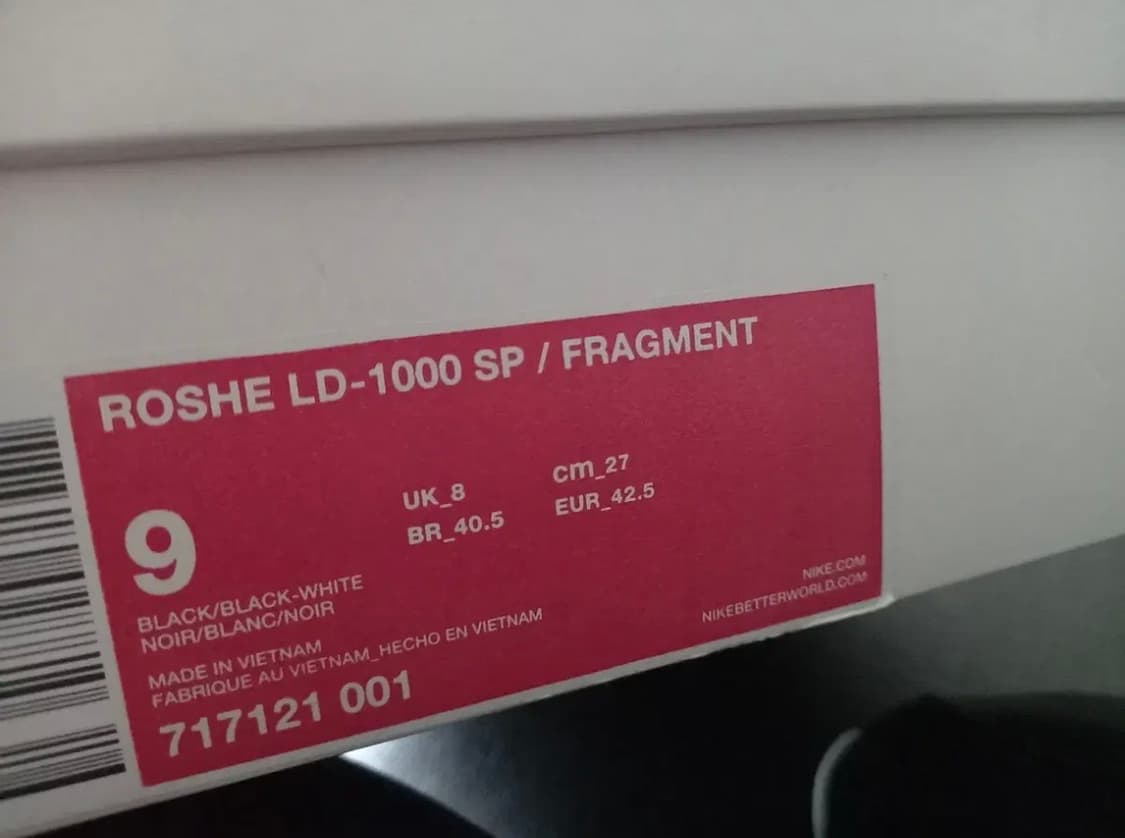 ROSHE LD-1000 SP / FRAGMENT
9
UK_8
cm_27
BR_40.5
EUR_42.5
BLACK/BLACK-WHITE
NOIR/BLANC/NOIR
MADE IN VIETNAM
FABRIQUE AU VIETNAM_HECHO EN VIETNAM
717121 001
NIKE.COM
NIKEBETTERWORLD.COM